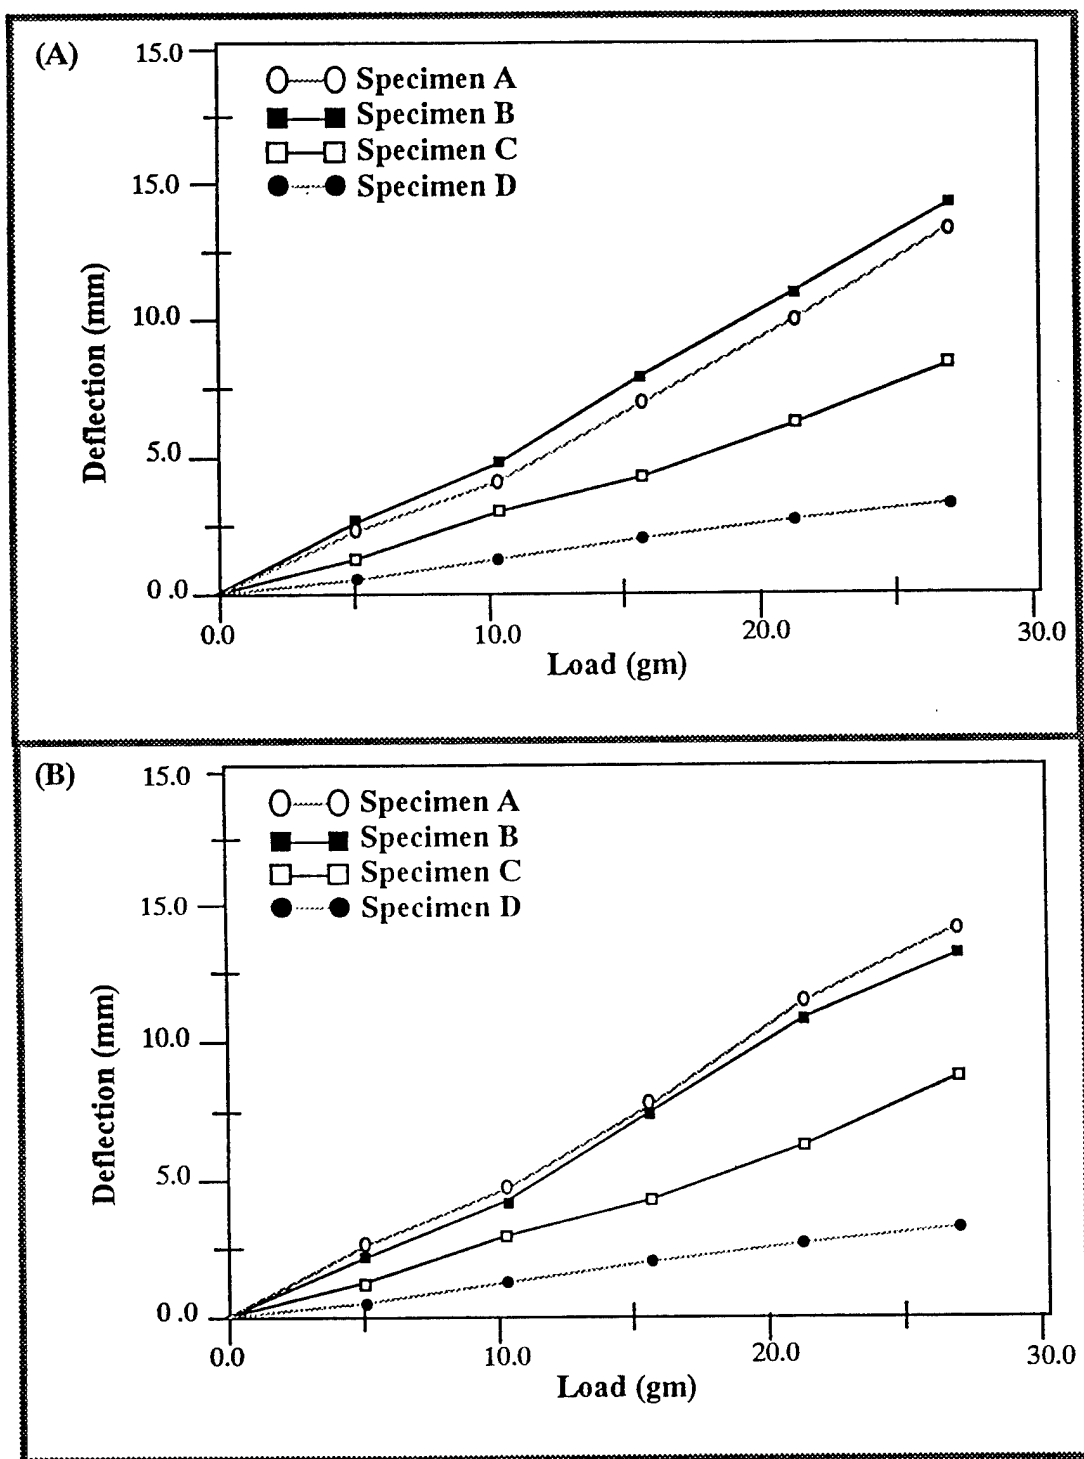 (A)
15.0
Specimen A
Specimen B
Specimen C
15.0
Specimen D
10.0
5.0
0.0
Deflection (mm)
0.0 10.0 20.0 30.0
Load (gm)
(B)
15.0
Specimen A
Specimen B
Specimen C
15.0
Specimen D
10.0
5.0
0.0
Deflection (mm)
0.0 10.0 20.0 30.0
Load (gm)